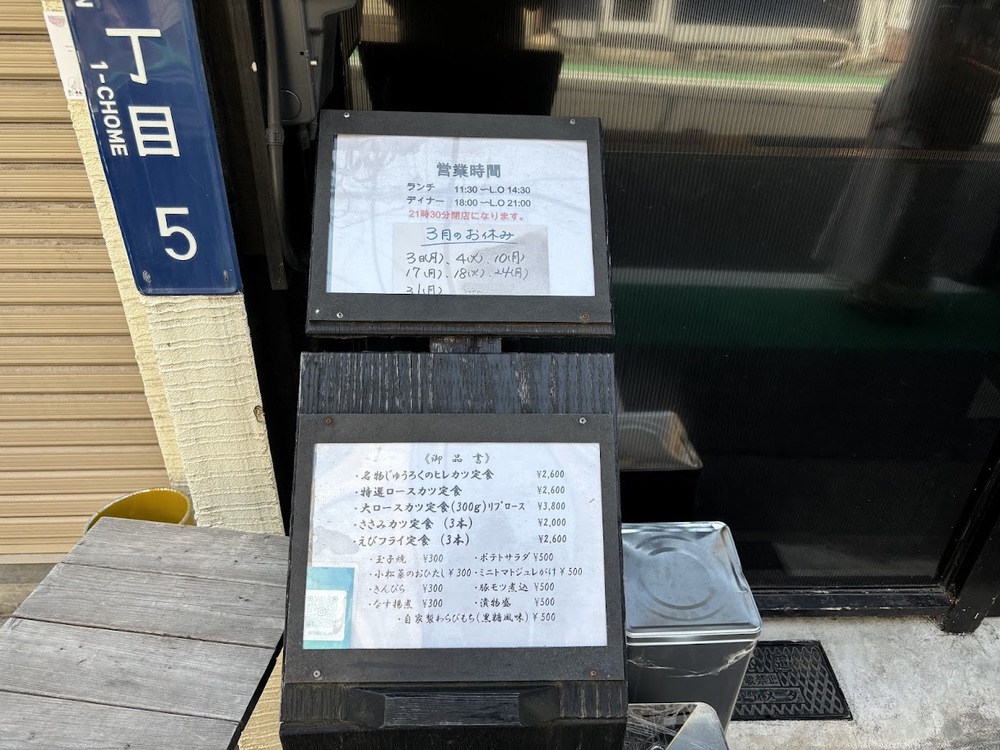 丁目
1-CHOME
5
営業時間
ランチ 11:30 ～L.O 14:30
ディナー 18:00 ～L.O 21:00
21時30分閉店になります。
3月のお休み
3日(月)、4(火)、10(月)
17(月)、18(火)、24(月)
31(月)
《御品書》
・名物じゅうろくのヒレカツ定食 ¥2,600
・特選ロースカツ定食 ¥2,600
・大ロースカツ定食(300g)リブロース ¥3,800
・ささみカツ定食 (3本) ¥2,000
・えびフライ定食 (3本) ¥2,600
・玉子焼 ¥300 ・ポテトサラダ ¥500
・小松菜のおひたし ¥300 ・ミニトマトジュレがけ ¥500
・きんぴら ¥300 ・豚モツ煮込 ¥500
・なす揚煮 ¥300 ・漬物盛 ¥500
・自家製わらびもち(黒糖風味) ¥500